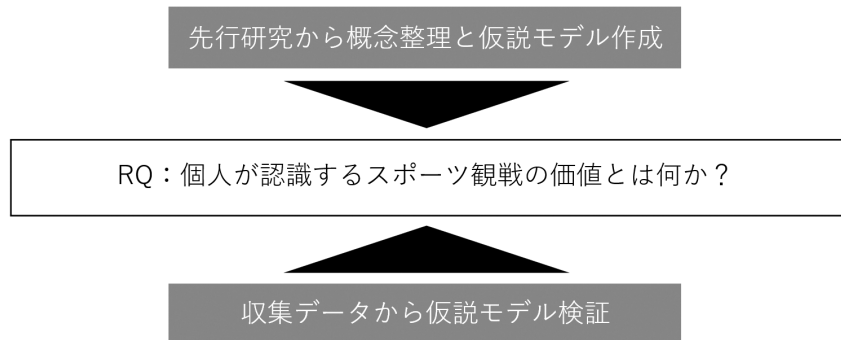 先行研究から概念整理と仮説モデル作成
RQ：個人が認識するスポーツ観戦の価値とは何か？
収集データから仮説モデル検証